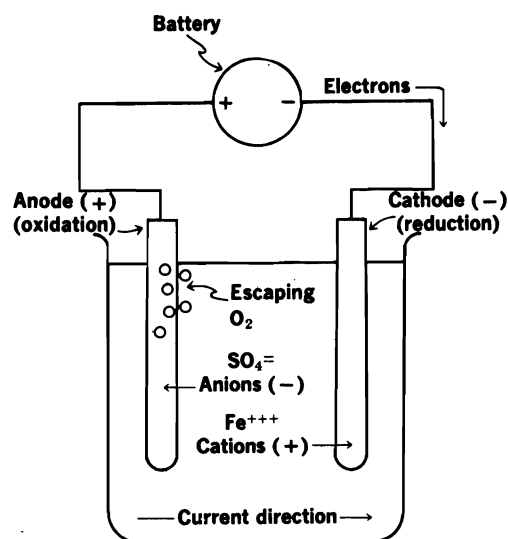 Battery
+ −
Electrons
Anode (+)
(oxidation)
Cathode (−)
(reduction)
Escaping
O₂
SO₄=
Anions (−)
Fe+++
Cations (+)
Current direction